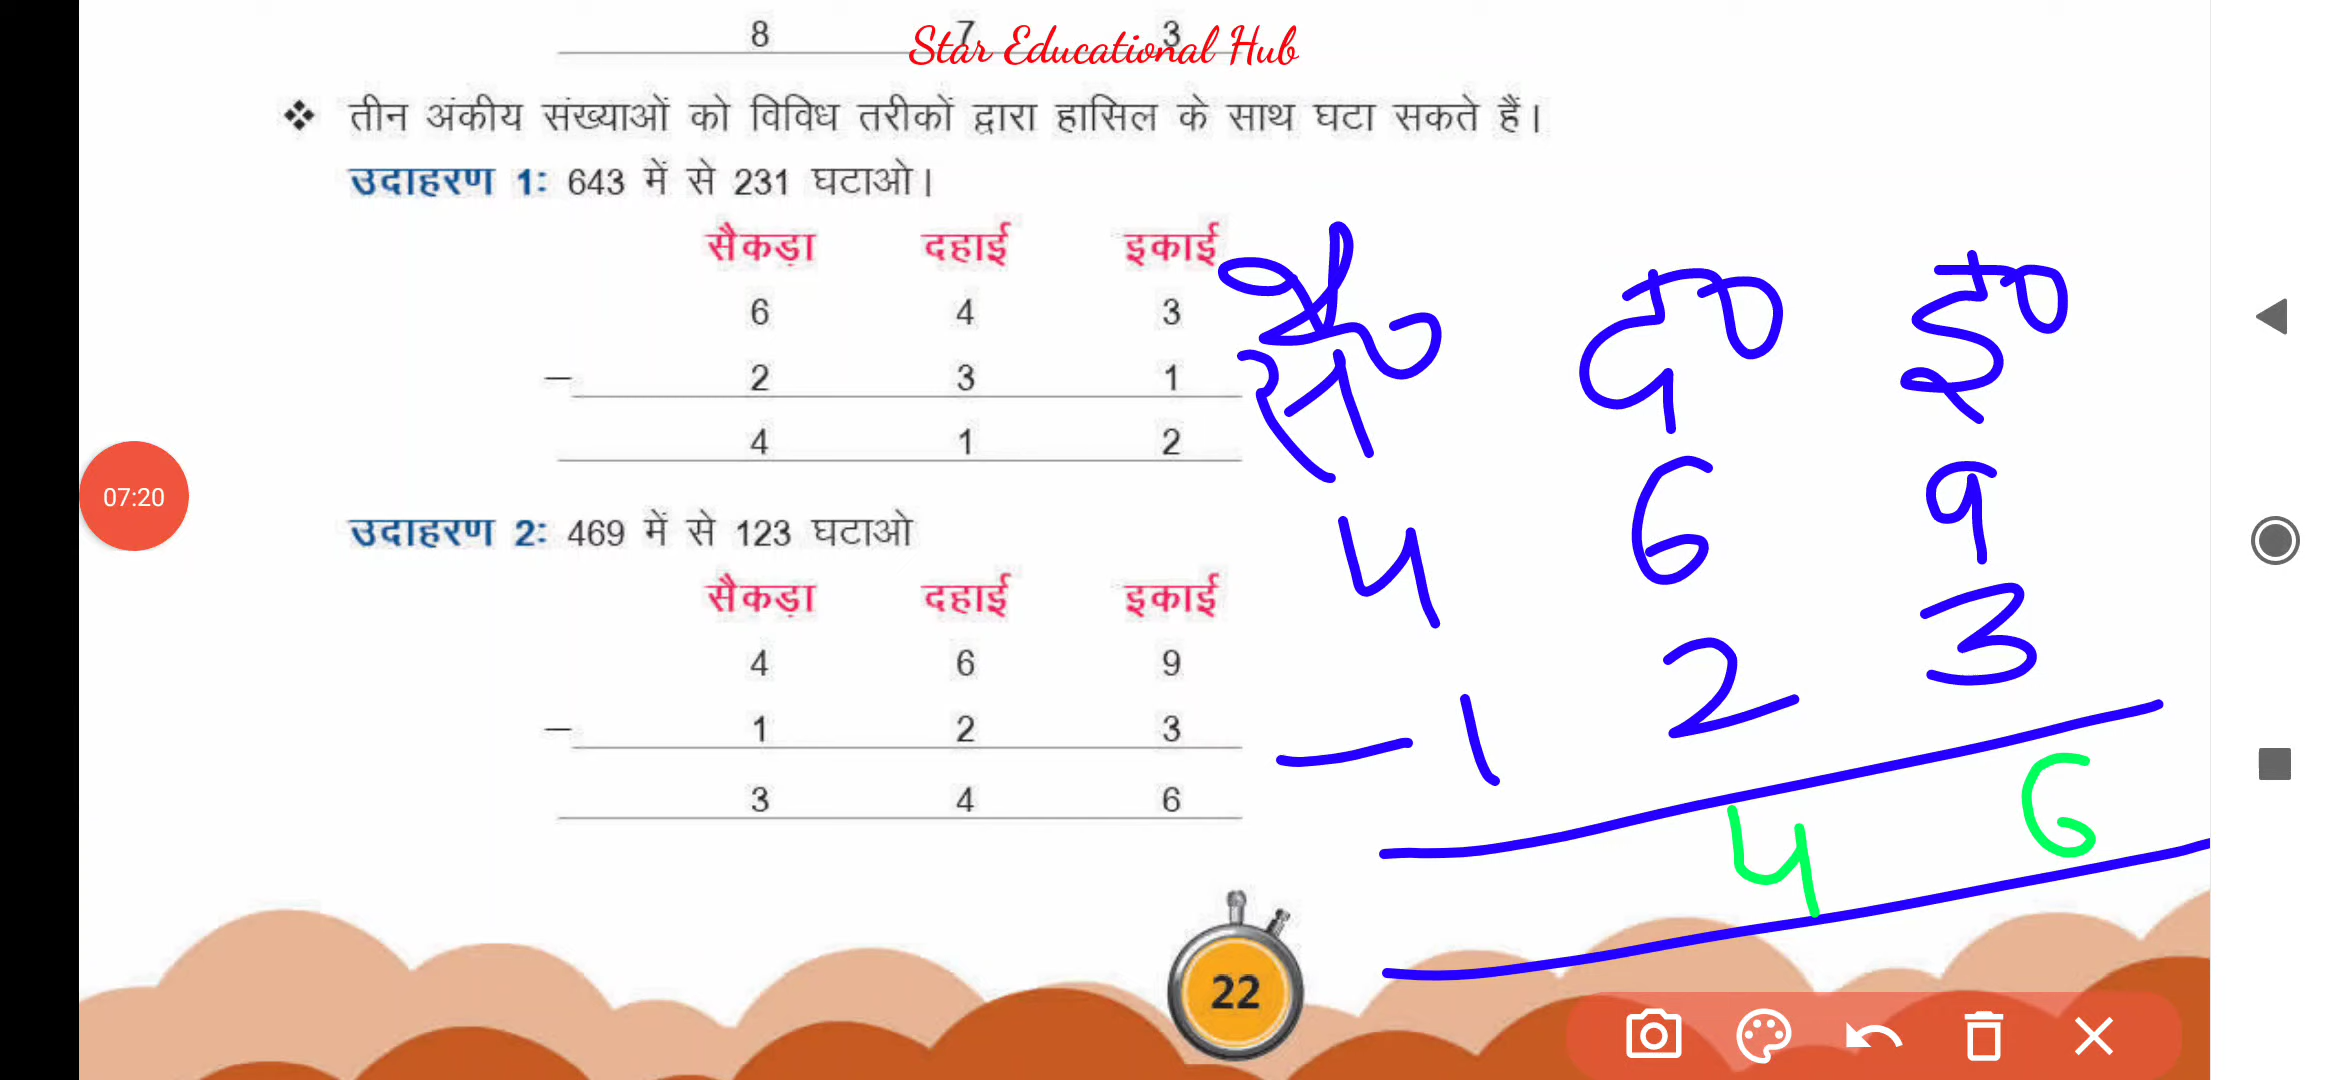 8 7 3
Star Educational Hub
❖ तीन अंकीय संख्याओं को विविध तरीकों द्वारा हासिल के साथ घटा सकते हैं।
उदाहरण 1: 643 में से 231 घटाओ।
सैकड़ा दहाई इकाई
6 4 3
– 2 3 1
4 1 2
उदाहरण 2: 469 में से 123 घटाओ
सैकड़ा दहाई इकाई
4 6 9
– 1 2 3
3 4 6
द० इ०
4 6 9
– 1 2 3
4 6
07:20
22